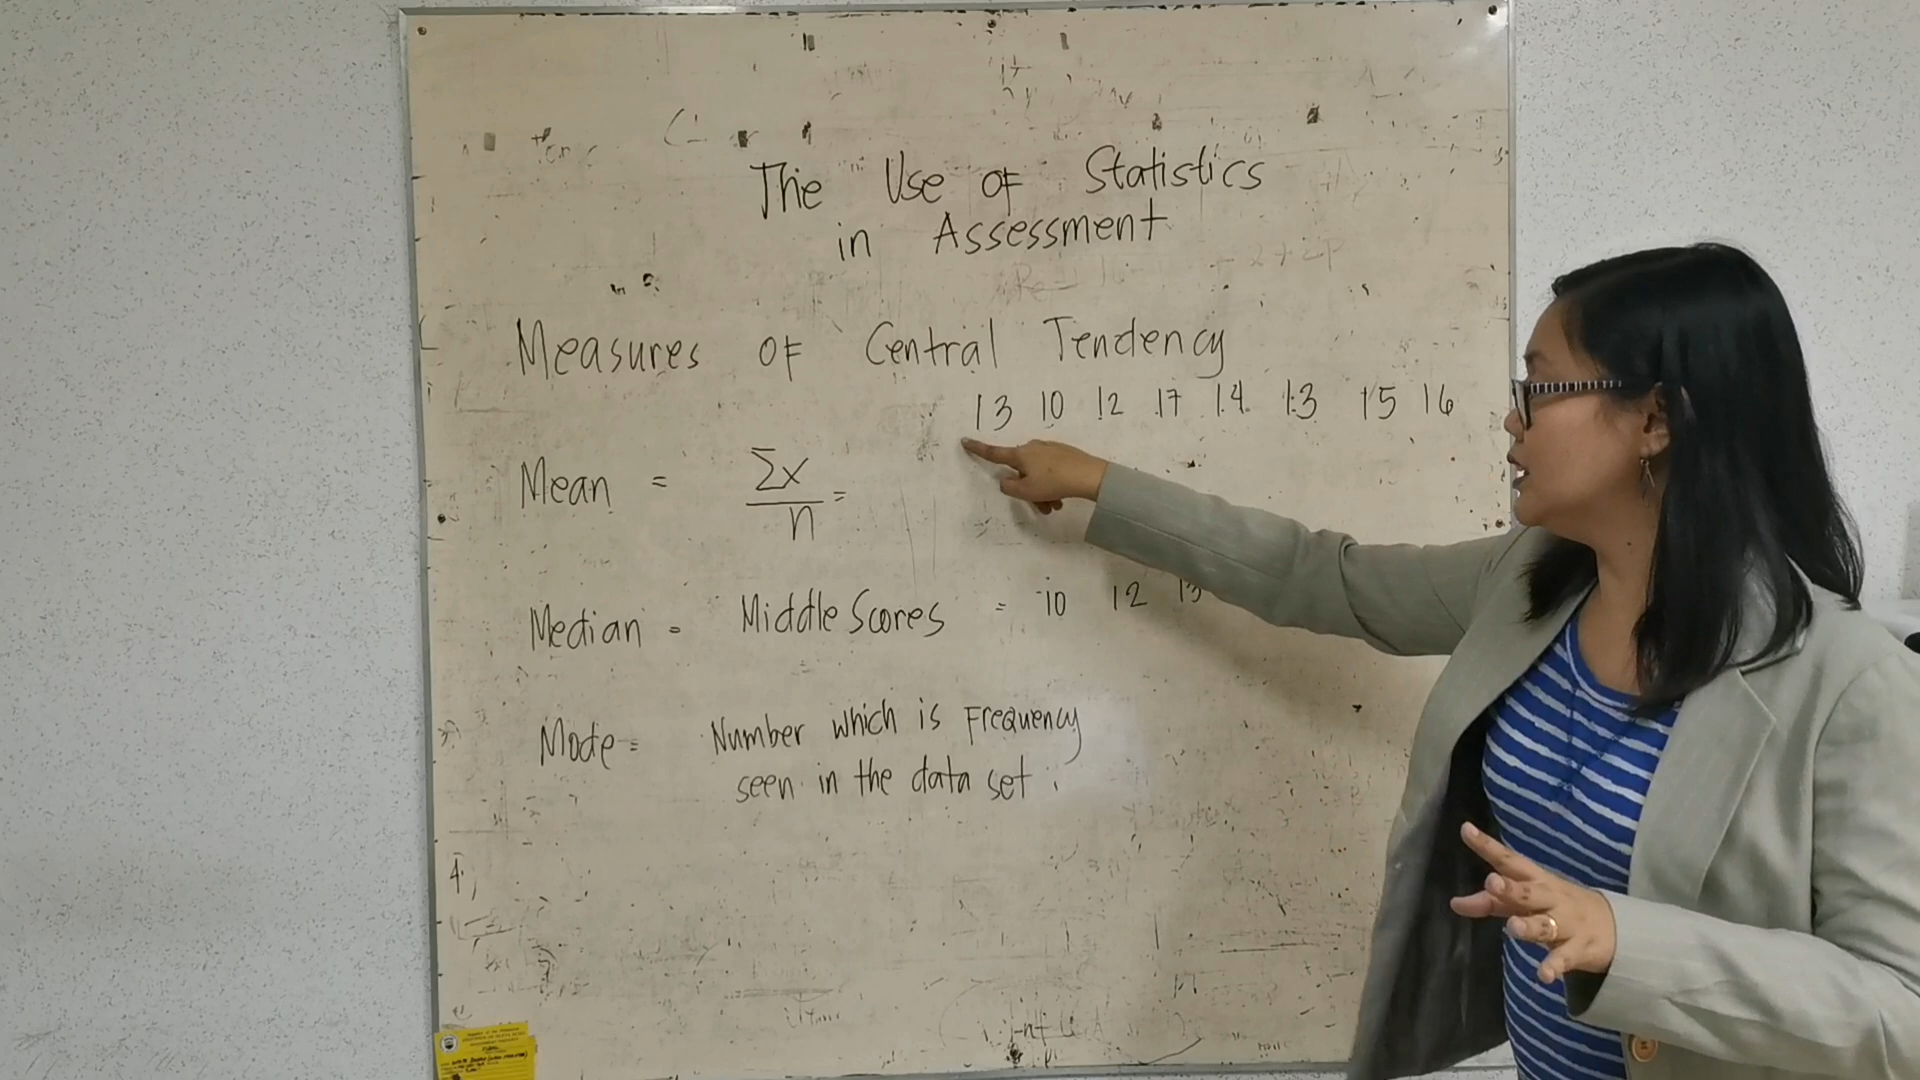 The Use of Statistics
in Assessment
Measures of Central Tendency
13 10 12 17 14 13 15 16
Mean = Σx
n =
Median = Middle Scores = 10 12 13
Mode = Number which is Frequency
seen in the data set.
4,